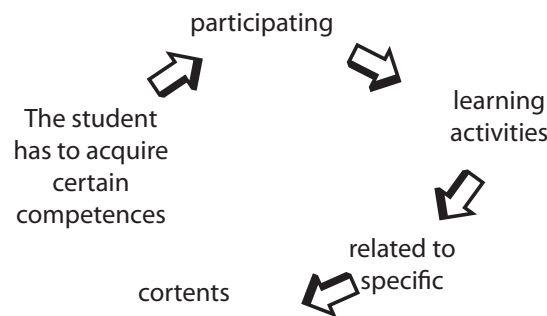 participating
learning
activities
The student
has to acquire
certain
competences
related to
specific
cortents